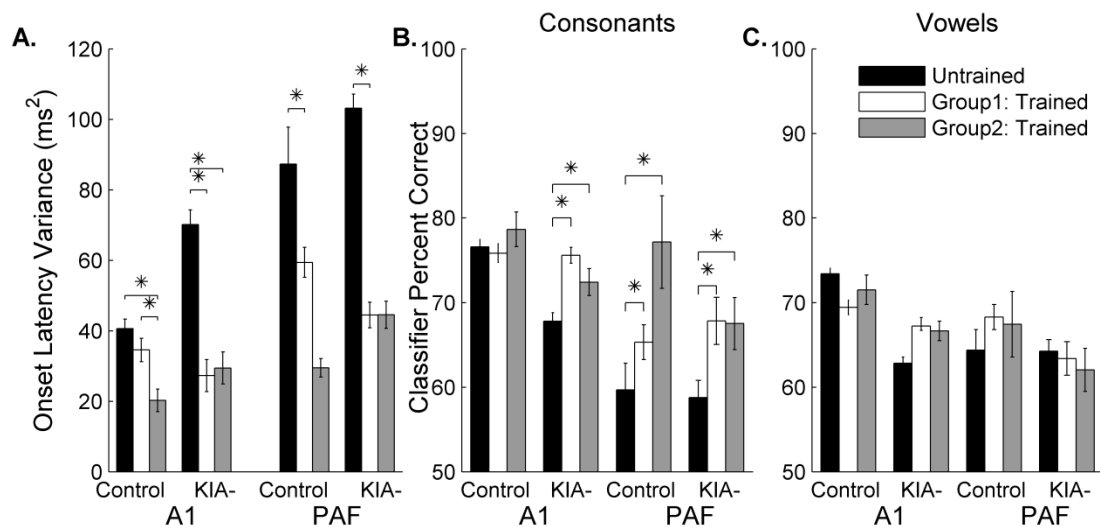 A.
Onset Latency Variance (ms²)
120
100
80
60
40
20
0
* * * * * *
Control KIA- Control KIA-
A1 PAF
B.
Consonants
Classifier Percent Correct
100
90
80
70
60
50
* * * * * *
Control KIA- Control KIA-
A1 PAF
C.
Vowels
100
90
80
70
60
50
Untrained
Group1: Trained
Group2: Trained
Control KIA- Control KIA-
A1 PAF